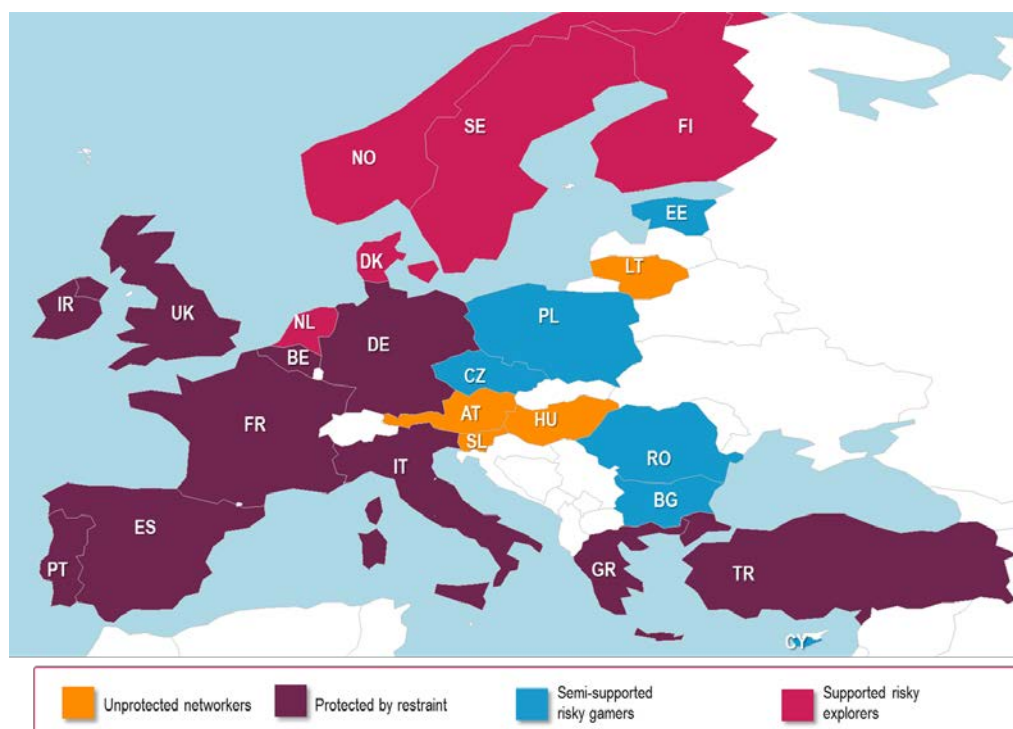 SE
FI
NO
EE
DK
LT
IR
UK
NL
PL
BE
DE
CZ
AT
HU
FR
SL
RO
IT
BG
ES
PT
GR
TR
CY
Unprotected networkers
Protected by restraint
Semi-supported
risky gamers
Supported risky
explorers